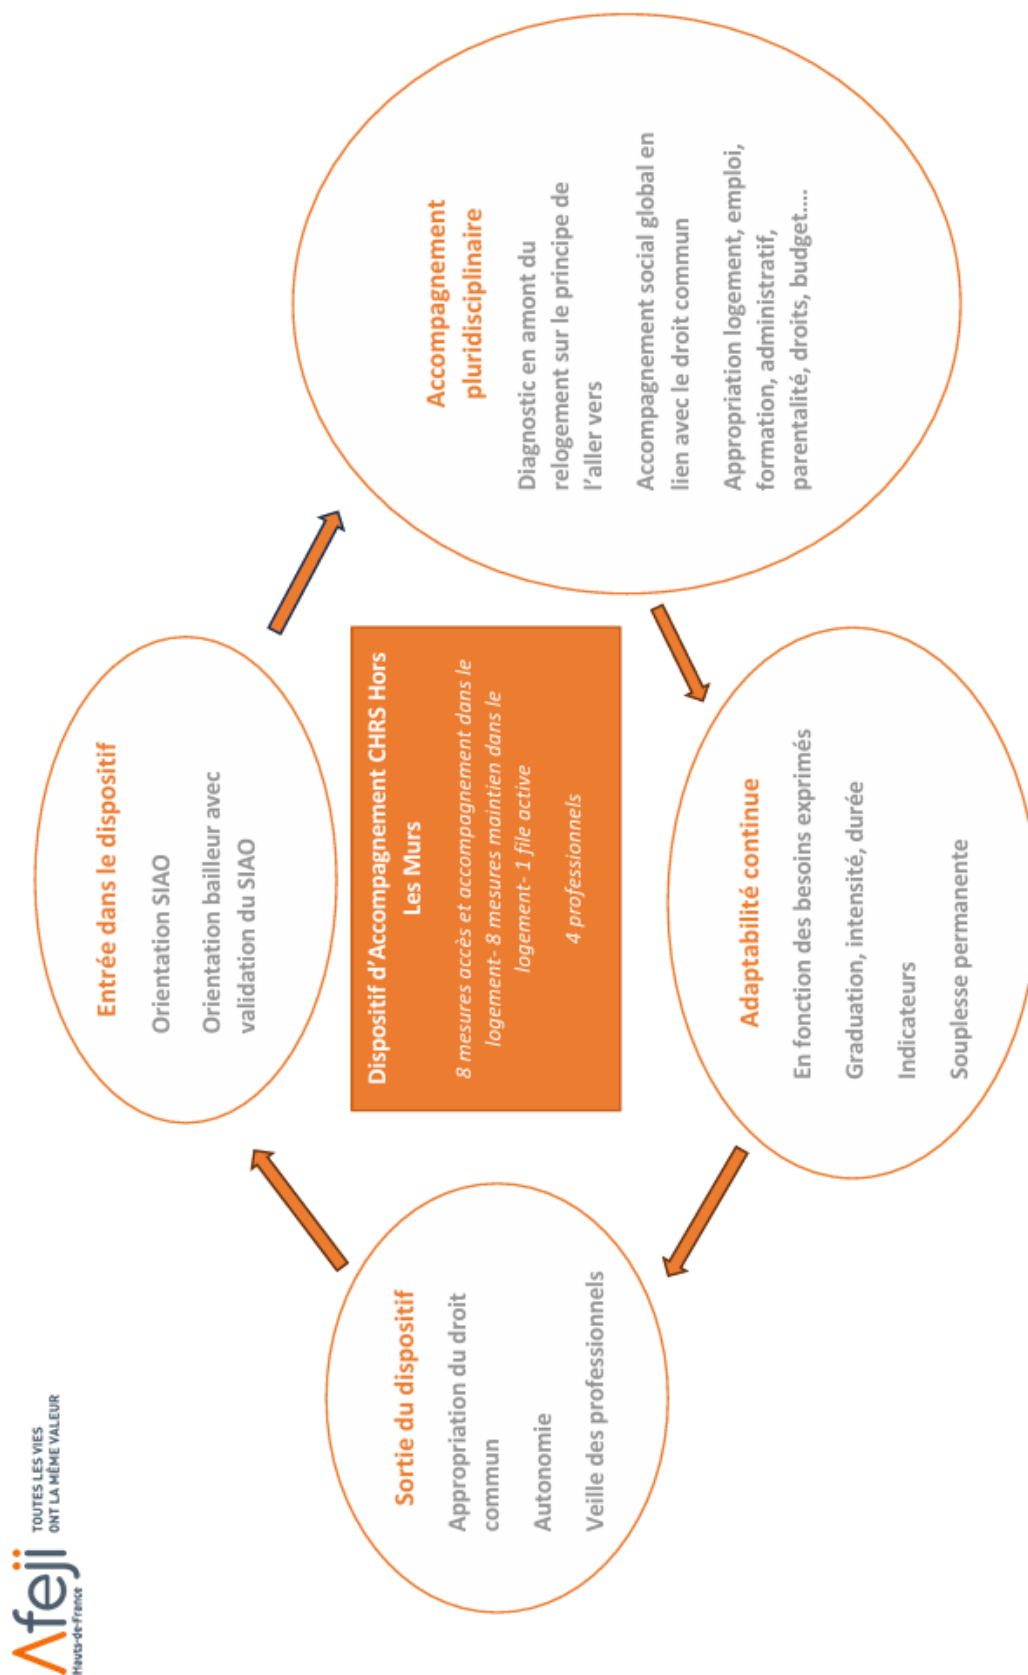 Afeji
Hauts-de-France
TOUTES LES VIES
ONT LA MÊME VALEUR
Entrée dans le dispositif
Orientation SIAO
Orientation bailleur avec
validation du SIAO
Accompagnement
pluridisciplinaire
Diagnostic en amont du
relogement sur le principe de
l’aller vers
Accompagnement social global en
lien avec le droit commun
Appropriation logement, emploi,
formation, administratif,
parentalité, droits, budget....
Dispositif d’Accompagnement CHRS Hors
Les Murs
8 mesures accès et accompagnement dans le
logement- 8 mesures maintien dans le
logement- 1 file active
4 professionnels
Adaptabilité continue
En fonction des besoins exprimés
Graduation, intensité, durée
Indicateurs
Souplesse permanente
Sortie du dispositif
Appropriation du droit
commun
Autonomie
Veille des professionnels